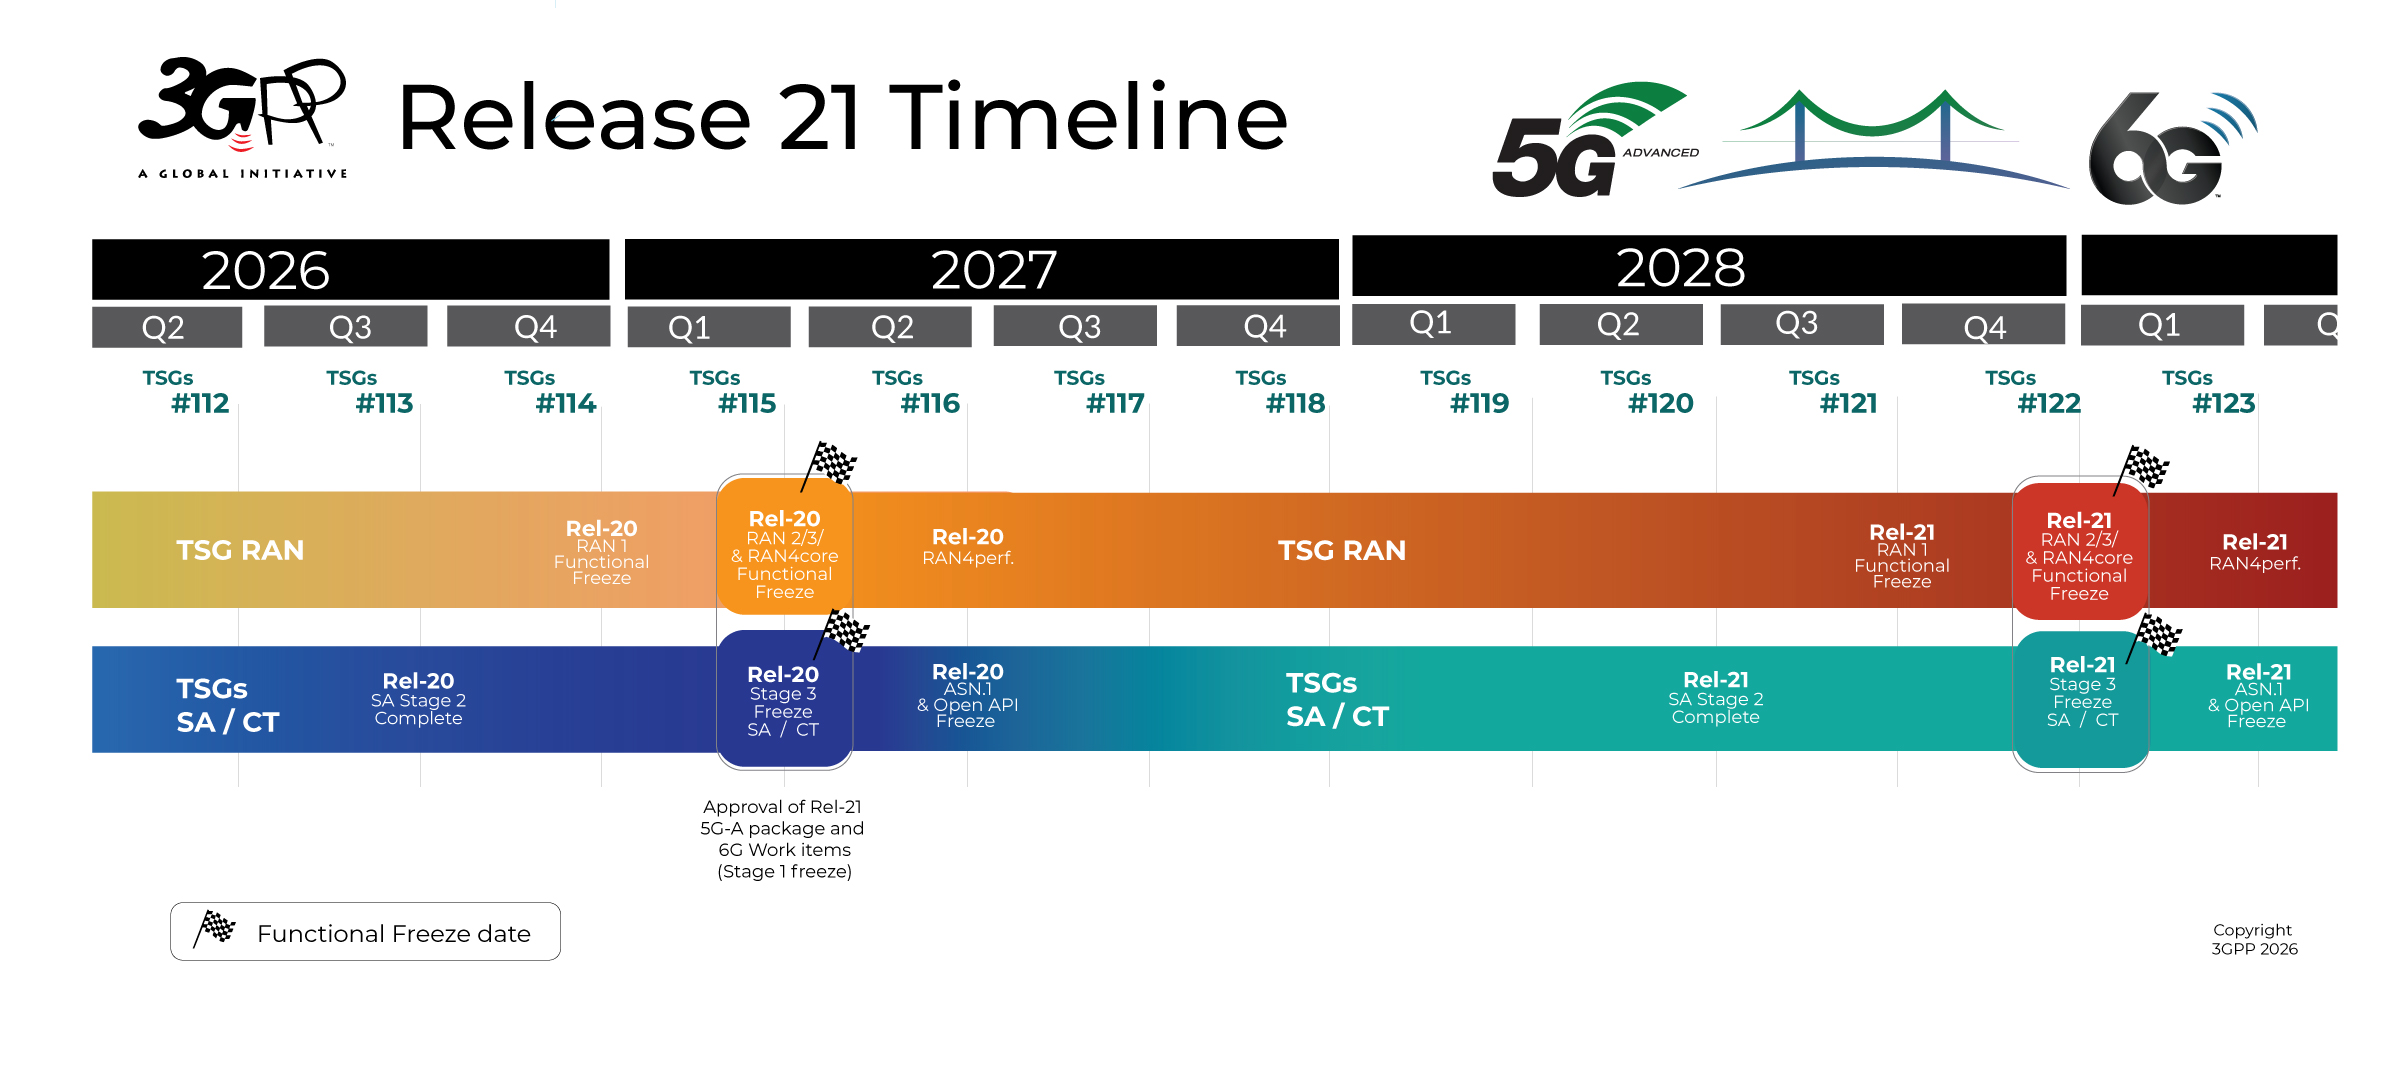 3GPP
™
A GLOBAL INITIATIVE
Release 21 Timeline
5G ADVANCED
6G
™
2026
2027
2028
Q2
Q3
Q4
Q1
Q2
Q3
Q4
Q1
Q2
Q3
Q4
Q1
Q
TSGs
#112
TSGs
#113
TSGs
#114
TSGs
#115
TSGs
#116
TSGs
#117
TSGs
#118
TSGs
#119
TSGs
#120
TSGs
#121
TSGs
#122
TSGs
#123
TSG RAN
Rel-20
RAN 1
Functional
Freeze
Rel-20
RAN 2/3/
& RAN4core
Functional
Freeze
Rel-20
RAN4perf.
TSG RAN
Rel-21
RAN 1
Functional
Freeze
Rel-21
RAN 2/3/
& RAN4core
Functional
Freeze
Rel-21
RAN4perf.
TSGs
SA / CT
Rel-20
SA Stage 2
Complete
Rel-20
Stage 3
Freeze
SA / CT
Rel-20
ASN.1
& Open API
Freeze
TSGs
SA / CT
Rel-21
SA Stage 2
Complete
Rel-21
Stage 3
Freeze
SA / CT
Rel-21
ASN.1
& Open API
Freeze
Approval of Rel-21
5G-A package and
6G Work items
(Stage 1 freeze)
Functional Freeze date
Copyright
3GPP 2026